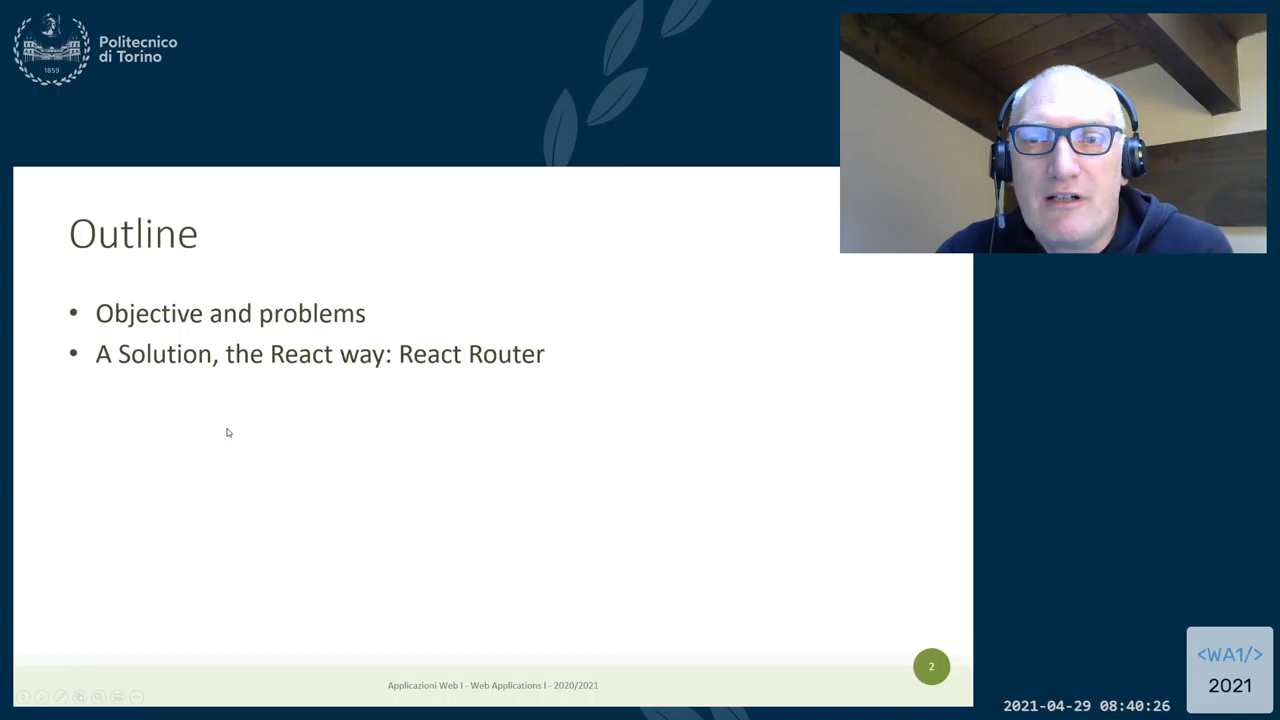 Politecnico
di Torino
1859
Outline
• Objective and problems
• A Solution, the React way: React Router
2
Applicazioni Web I - Web Applications I - 2020/2021
<WA1/>
2021
2021-04-29 08:40:26